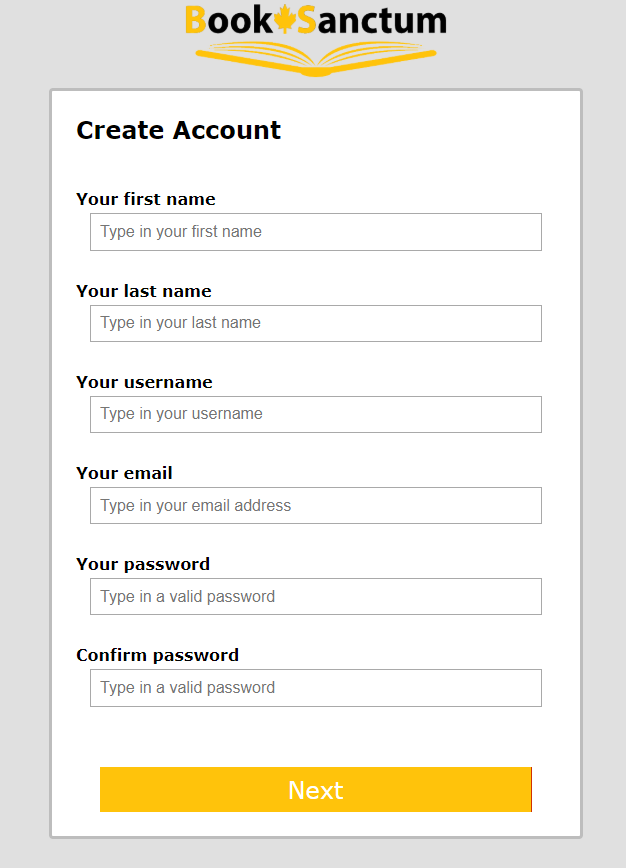 Book Sanctum
Create Account
Your first name
Type in your first name
Your last name
Type in your last name
Your username
Type in your username
Your email
Type in your email address
Your password
Type in a valid password
Confirm password
Type in a valid password
Next